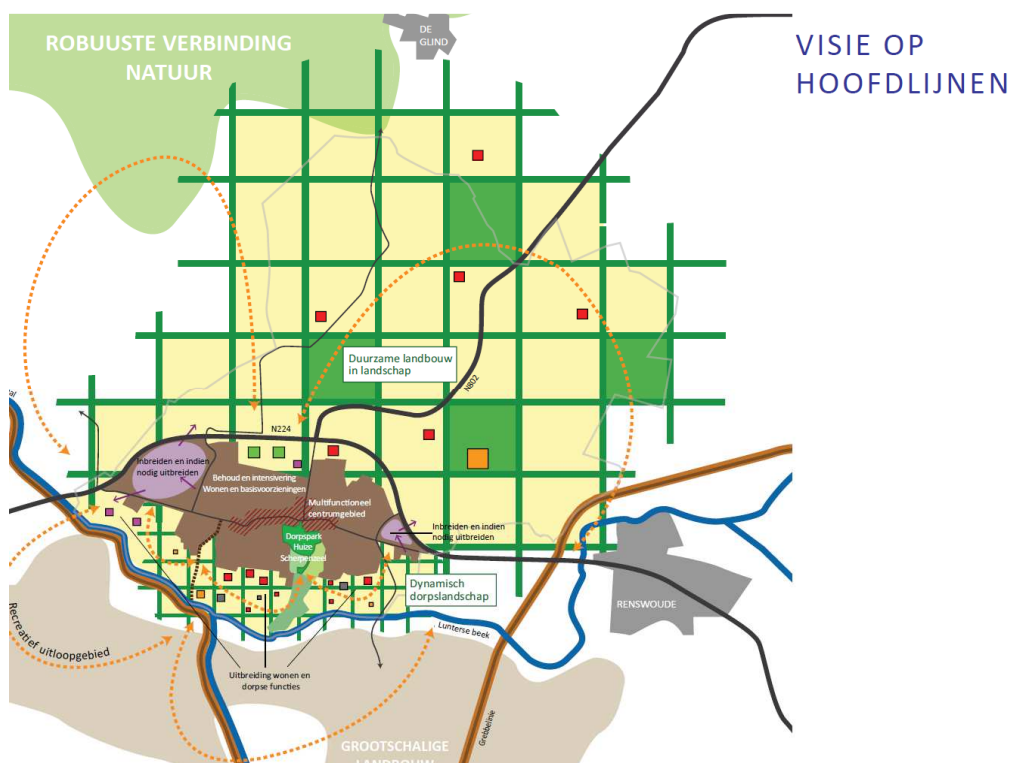 VISIE OP
HOOFDLIJNEN
ROBUUSTE VERBINDING
NATUUR
DE
GLIND
Duurzame landbouw
in landschap
N802
N224
Inbreiden en indien
nodig uitbreiden
Behoud en intensivering
Wonen en basisvoorzieningen
Multifunctioneel
centrumgebied
Inbreiden en indien
nodig uitbreiden
Dorpspark
Huize
Scherpenzeel
Dynamisch
dorpslandschap
RENSWOUDE
Lunterse beek
Recreatief uitloopgebied
Uitbreiding wonen en
dorpse functies
Grebbelinie
GROOTSCHALIGE
LANDBOUW